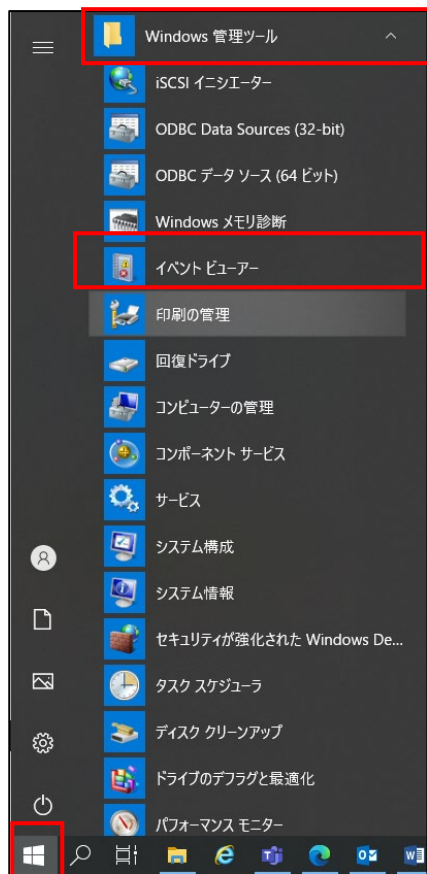 Windows 管理ツール
iSCSI イニシエーター
ODBC Data Sources (32-bit)
ODBC データ ソース (64 ビット)
Windows メモリ診断
イベント ビューアー
印刷の管理
回復ドライブ
コンピューターの管理
コンポーネント サービス
サービス
システム構成
システム情報
セキュリティが強化された Windows De...
タスク スケジューラ
ディスク クリーンアップ
ドライブのデフラグと最適化
パフォーマンス モニター